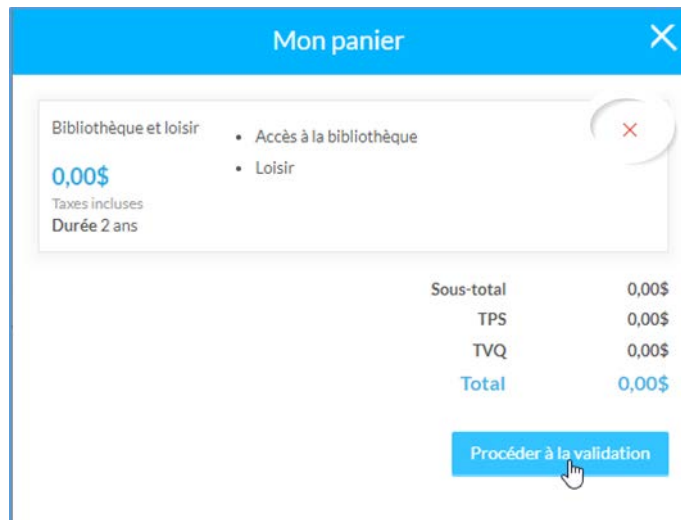 Mon panier
Bibliothèque et loisir
0,00$
Taxes incluses
Durée 2 ans
• Accès à la bibliothèque
• Loisir
Sous-total 0,00$
TPS 0,00$
TVQ 0,00$
Total 0,00$
Procéder à la validation